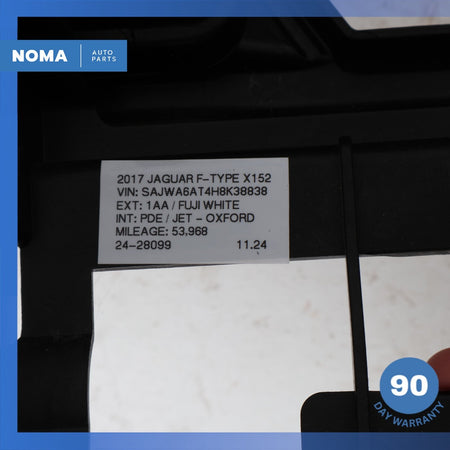 NOMA
AUTO
PARTS
2017 JAGUAR F-TYPE X152
VIN: SAJWA6AT4H8K38838
EXT: 1AA / FUJI WHITE
INT: PDE / JET - OXFORD
MILEAGE: 53,968
24-28099 11.24
90
DAY WARRANTY